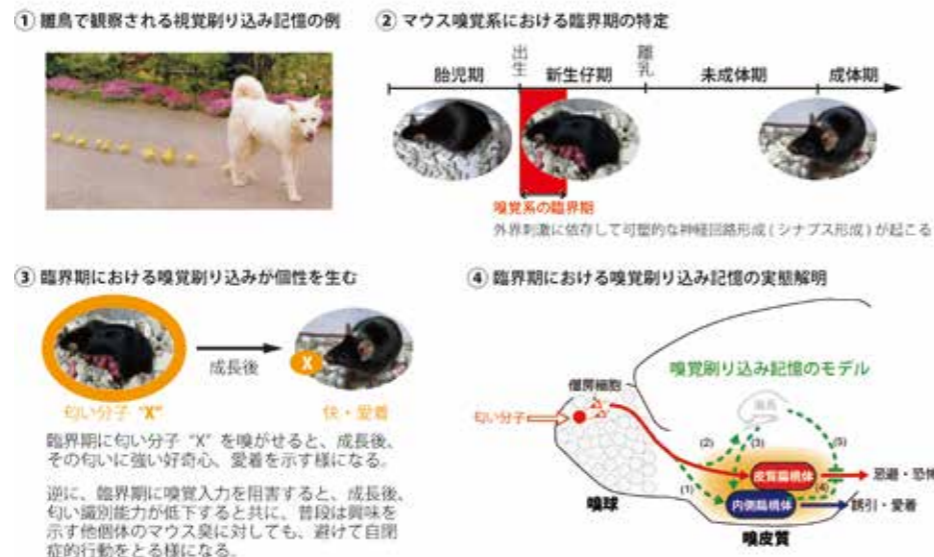 ① 雛鳥で観察される視覚刷り込み記憶の例
② マウス嗅覚系における臨界期の特定
出生
離乳
胎児期
新生仔期
未成体期
成体期
嗅覚系の臨界期
外界刺激に依存して可塑的な神経回路形成(シナプス形成)が起こる
③ 臨界期における嗅覚刷り込みが個性を生む
成長後
X
匂い分子 "X"
快・愛着
臨界期に匂い分子 "X" を嗅がせると、成長後、
その匂いに強い好奇心、愛着を示す様になる。
逆に、臨界期に嗅覚入力を阻害すると、成長後、
匂い識別能力が低下すると共に、普段は興味を
示す他個体のマウス臭に対しても、避けて自閉
症的行動をとる様になる。
④ 臨界期における嗅覚刷り込み記憶の実態解明
嗅覚刷り込み記憶のモデル
僧帽細胞
匂い分子
海馬
(2)
(3)
(5)
皮質扁桃体
忌避・恐怖
(1)
(4)
内側扁桃体
誘引・愛着
嗅球
嗅皮質